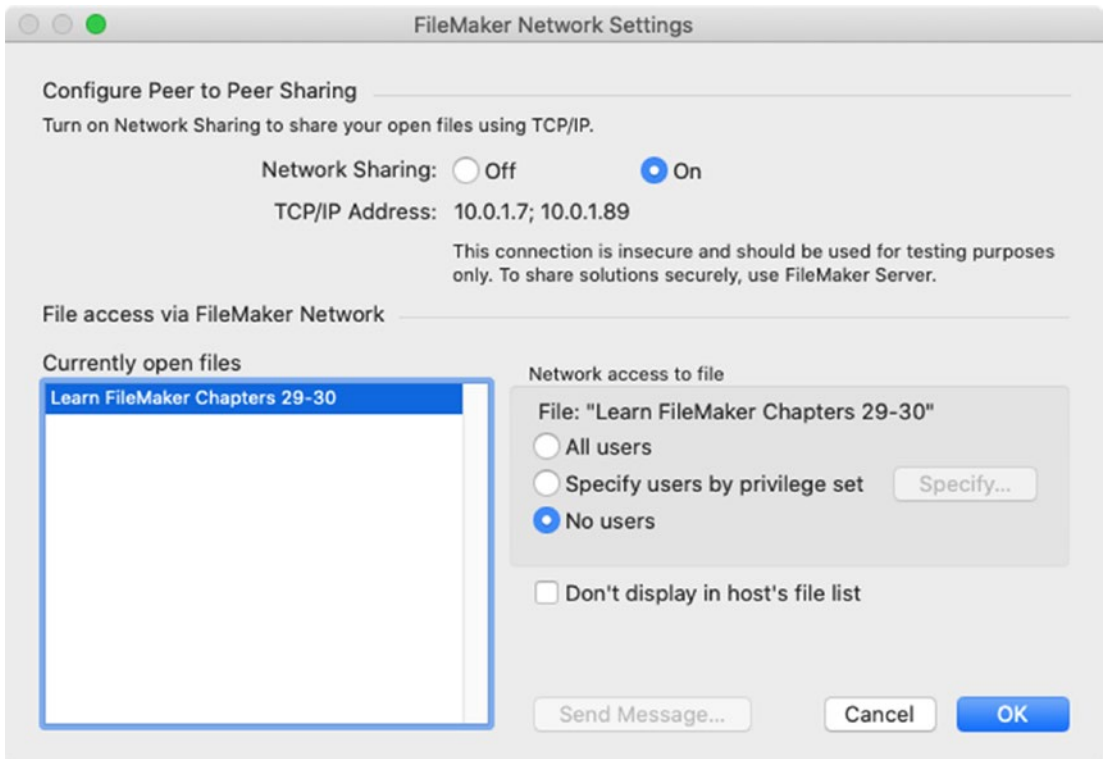 FileMaker Network Settings
Configure Peer to Peer Sharing
Turn on Network Sharing to share your open files using TCP/IP.
Network Sharing: Off On
TCP/IP Address: 10.0.1.7; 10.0.1.89
This connection is insecure and should be used for testing purposes
only. To share solutions securely, use FileMaker Server.
File access via FileMaker Network
Currently open files
Learn FileMaker Chapters 29-30
Network access to file
File: "Learn FileMaker Chapters 29-30"
All users
Specify users by privilege set Specify...
No users
Don't display in host's file list
Send Message... Cancel OK